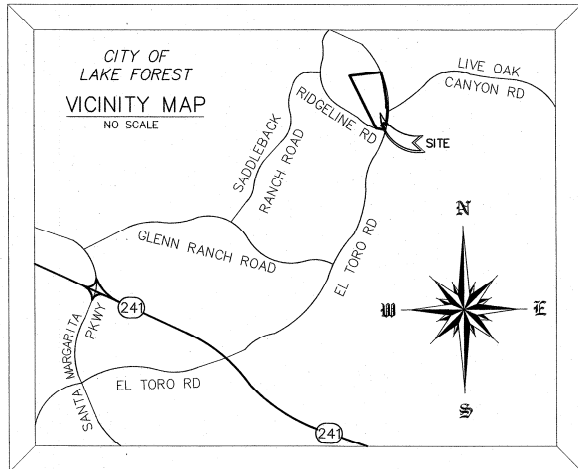 CITY OF
LAKE FOREST
VICINITY MAP
NO SCALE
LIVE OAK
CANYON RD
RIDGELINE RD
SITE
SADDLEBACK
RANCH ROAD
GLENN RANCH ROAD
EL TORO RD
N
W
E
S
241
SANTA MARGARITA
PKWY
EL TORO RD
241